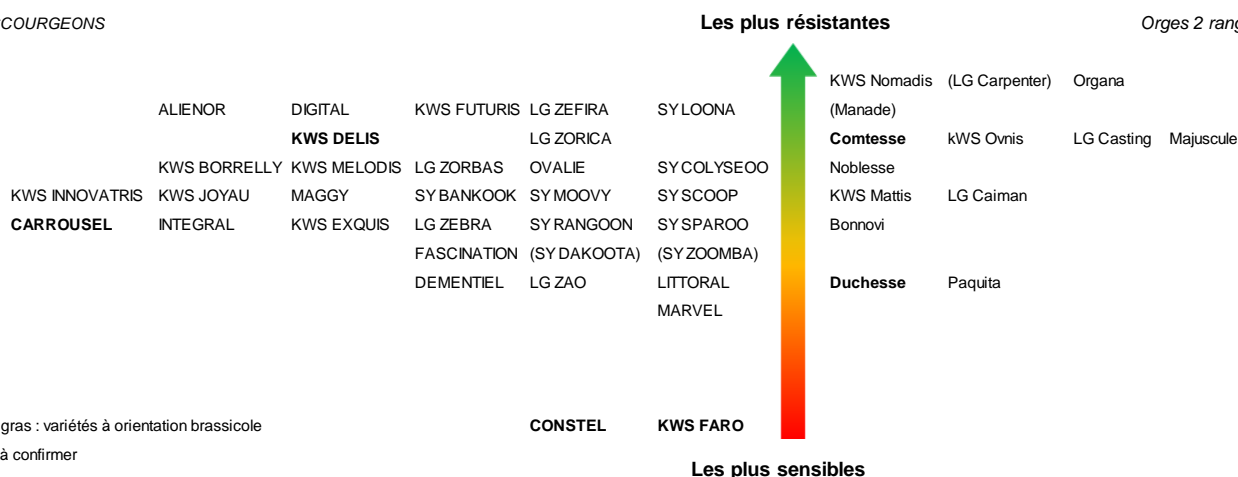 COURGEONS Les plus résistantes Orges 2 rang
KWS Nomadis (LG Carpenter) Organa
ALIENOR DIGITAL KWS FUTURIS LG ZEFIRA SY LOONA (Manade)
KWS DELIS LG ZORICA Comtesse kWS Ovnis LG Casting Majuscule
KWS BORRELLY KWS MELODIS LG ZORBAS OVALIE SY COLYSEOO Noblesse
KWS INNOVATRIS KWS JOYAU MAGGY SY BANKOOK SY MOOVY SY SCOOP KWS Mattis LG Caiman
CARROUSEL INTEGRAL KWS EXQUIS LG ZEBRA SY RANGOON SY SPAROO Bonnovi
FASCINATION (SY DAKOOTA) (SY ZOOMBA)
DEMENTIEL LG ZAO LITTORAL Duchesse Paquita
MARVEL
gras : variétés à orientation brassicole CONSTEL KWS FARO
à confirmer
Les plus sensibles